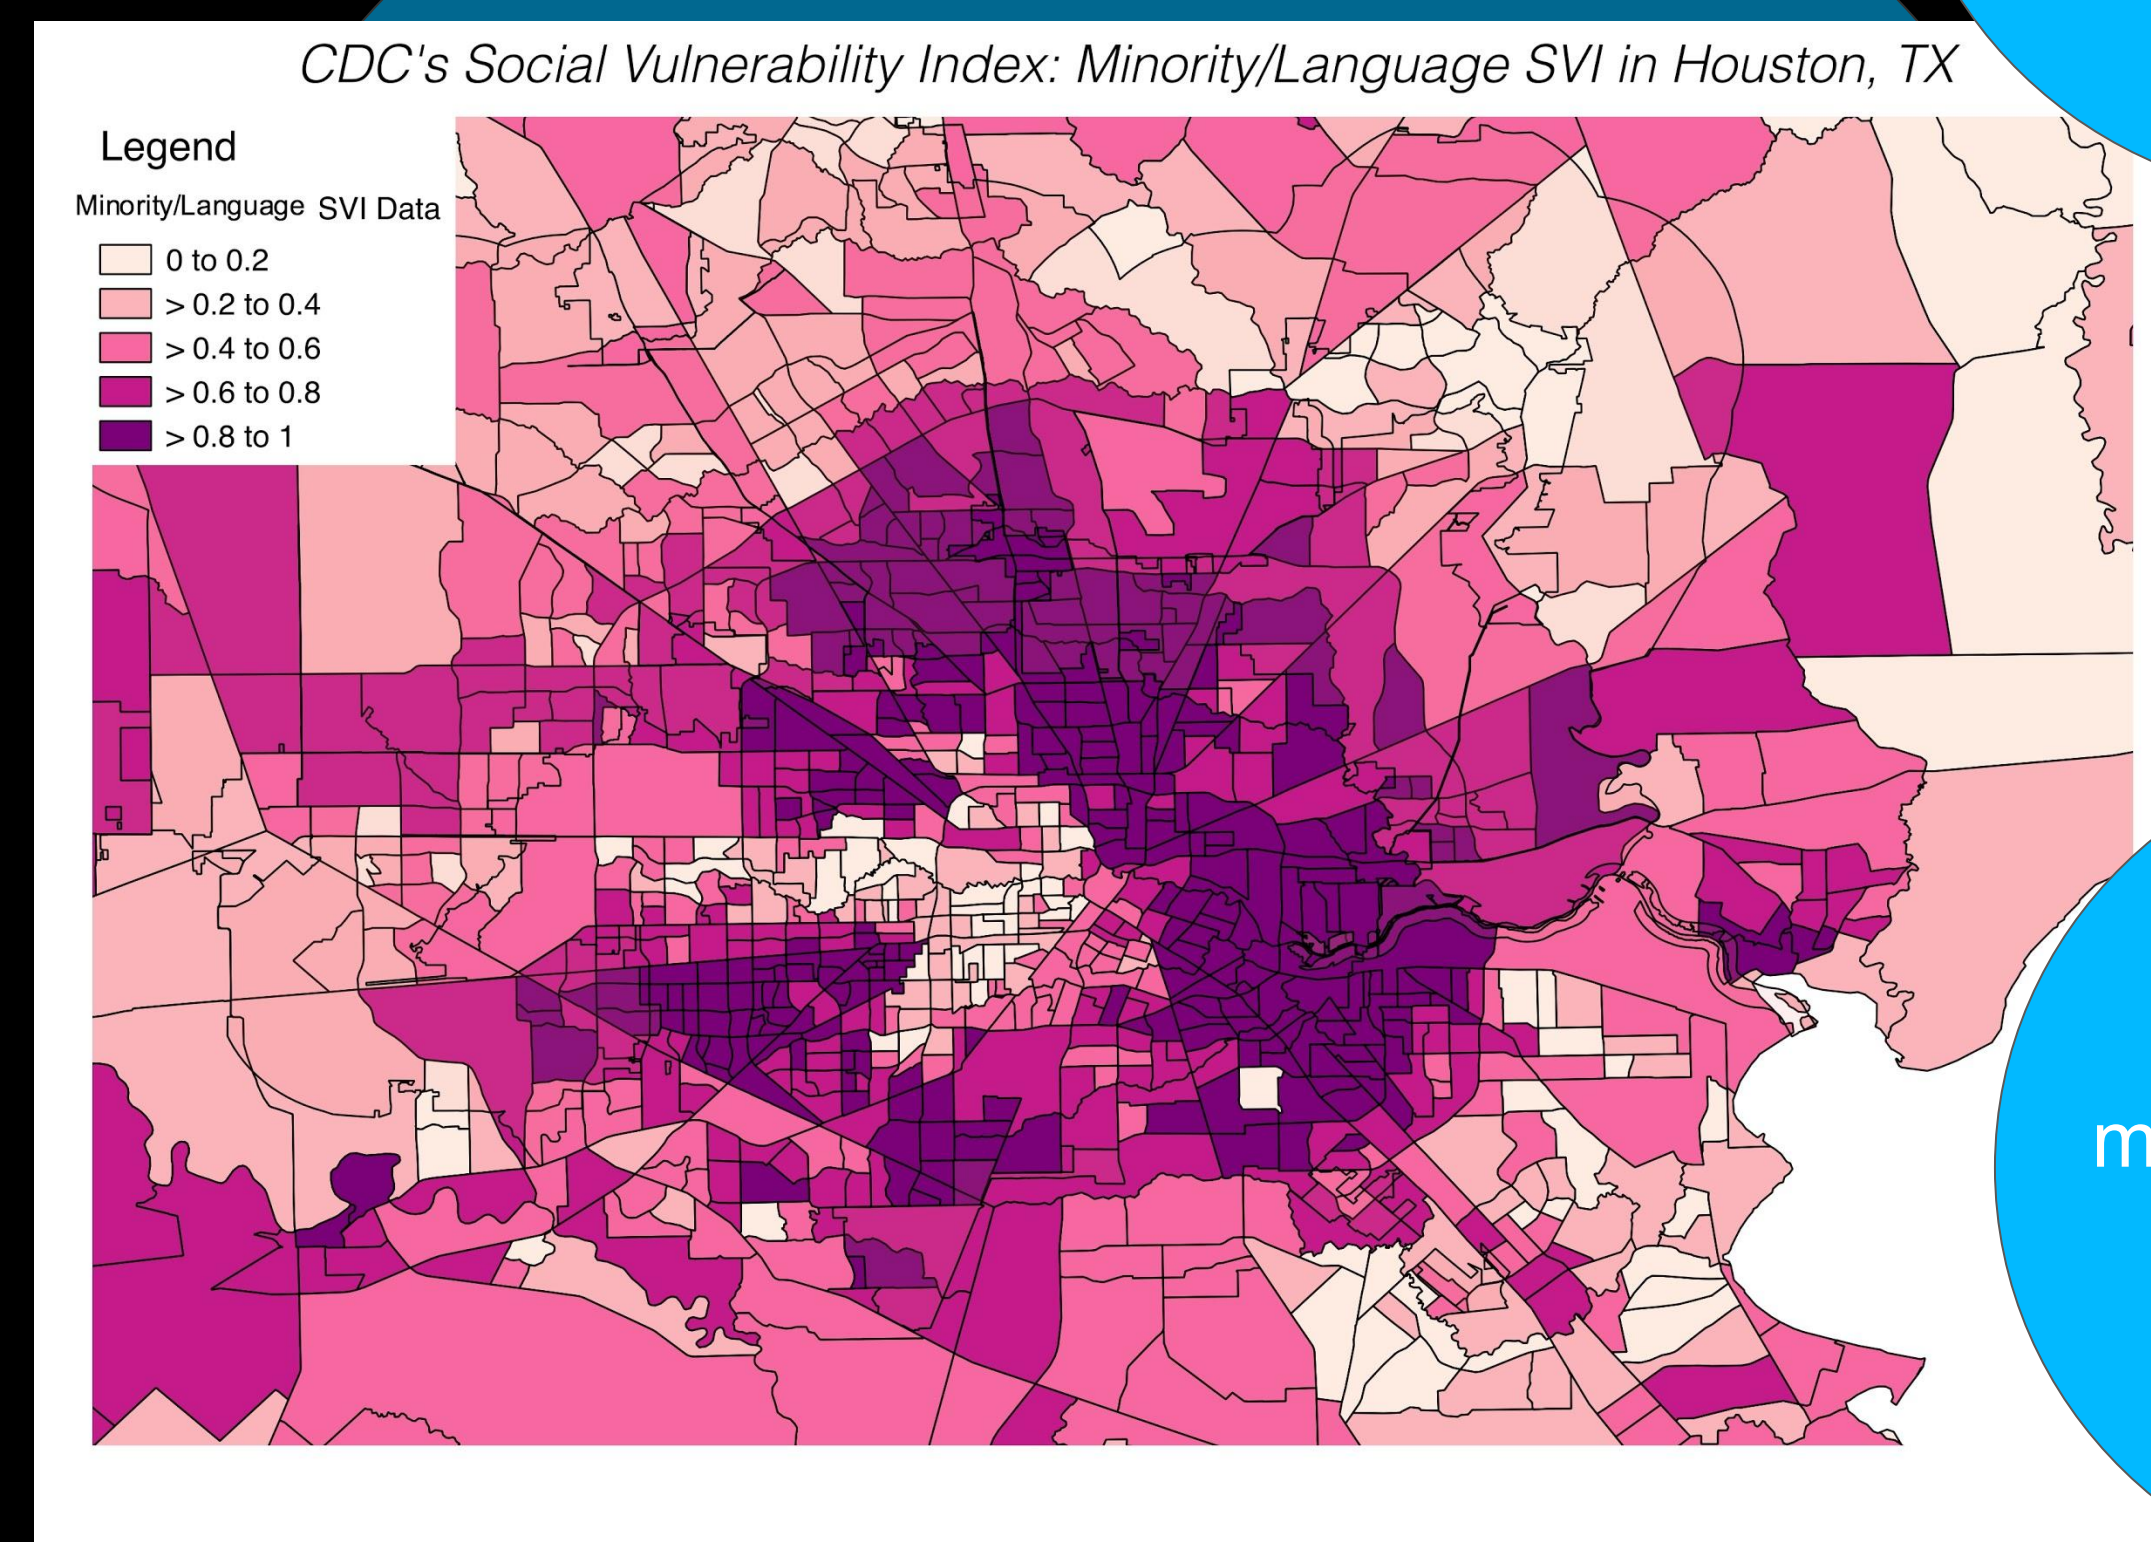 CDC's Social Vulnerability Index: Minority/Language SVI in Houston, TX
Legend
Minority/Language SVI Data
0 to 0.2
> 0.2 to 0.4
> 0.4 to 0.6
> 0.6 to 0.8
> 0.8 to 1
m